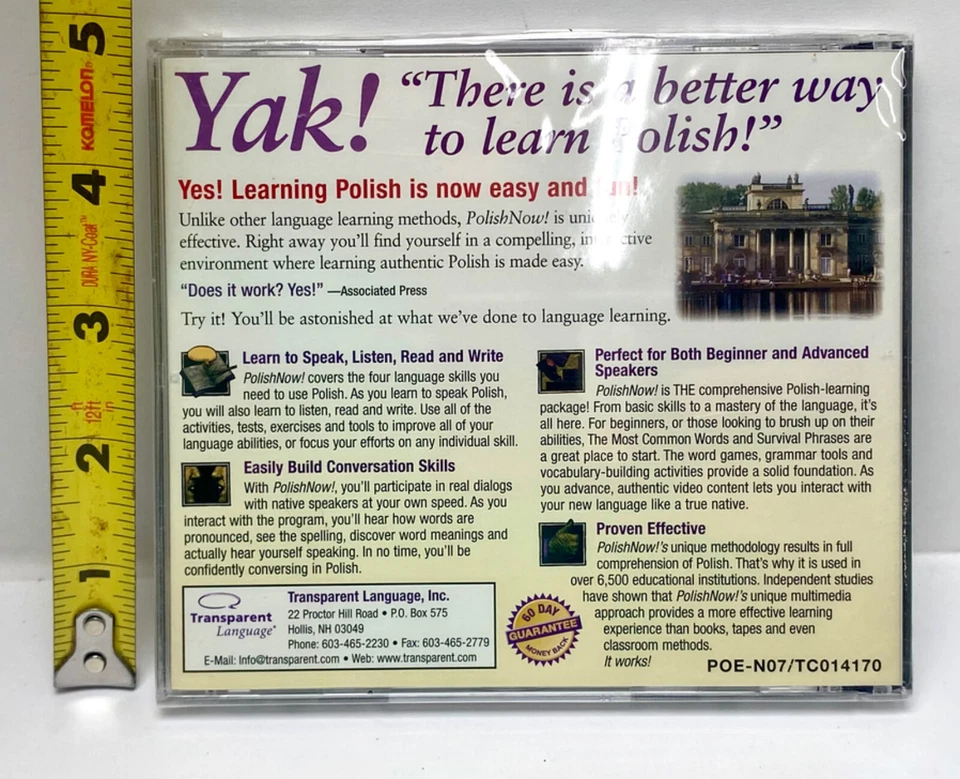 5
KOMELON®
4
DURA NY-Coat™
3
ft 12ft in
2
1
Yak! “There is a better way
to learn Polish!”
Yes! Learning Polish is now easy and fun!
Unlike other language learning methods, PolishNow! is uniquely
effective. Right away you’ll find yourself in a compelling, interactive
environment where learning authentic Polish is made easy.
“Does it work? Yes!” —Associated Press
Try it! You’ll be astonished at what we’ve done to language learning.
Learn to Speak, Listen, Read and Write
PolishNow! covers the four language skills you
need to use Polish. As you learn to speak Polish,
you will also learn to listen, read and write. Use all of the
activities, tests, exercises and tools to improve all of your
language abilities, or focus your efforts on any individual skill.
Easily Build Conversation Skills
With PolishNow!, you’ll participate in real dialogs
with native speakers at your own speed. As you
interact with the program, you’ll hear how words are
pronounced, see the spelling, discover word meanings and
actually hear yourself speaking. In no time, you’ll be
confidently conversing in Polish.
Perfect for Both Beginner and Advanced
Speakers
PolishNow! is THE comprehensive Polish-learning
package! From basic skills to a mastery of the language, it’s
all here. For beginners, or those looking to brush up on their
abilities, The Most Common Words and Survival Phrases are
a great place to start. The word games, grammar tools and
vocabulary-building activities provide a solid foundation. As
you advance, authentic video content lets you interact with
your new language like a true native.
Proven Effective
PolishNow!’s unique methodology results in full
comprehension of Polish. That’s why it is used in
over 6,500 educational institutions. Independent studies
have shown that PolishNow!’s unique multimedia
approach provides a more effective learning
experience than books, tapes and even
classroom methods.
It works!
Transparent
Language®
Transparent Language, Inc.
22 Proctor Hill Road • P.O. Box 575
Hollis, NH 03049
Phone: 603-465-2230 • Fax: 603-465-2779
E-Mail: Info@transparent.com • Web: www.transparent.com
60 DAY
GUARANTEE
MONEY BACK
POE-N07/TC014170